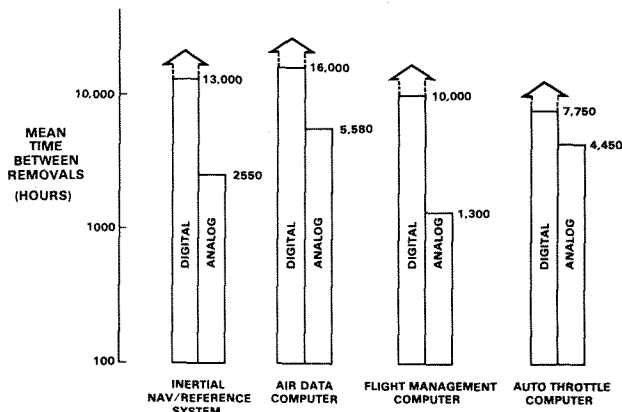 MEAN
TIME
BETWEEN
REMOVALS
(HOURS)
10,000
1000
100
13,000
2550
DIGITAL
ANALOG
16,000
5,580
DIGITAL
ANALOG
10,000
1,300
DIGITAL
ANALOG
7,750
4,450
DIGITAL
ANALOG
INERTIAL
NAV/REFERENCE
SYSTEM
AIR DATA
COMPUTER
FLIGHT MANAGEMENT
COMPUTER
AUTO THROTTLE
COMPUTER